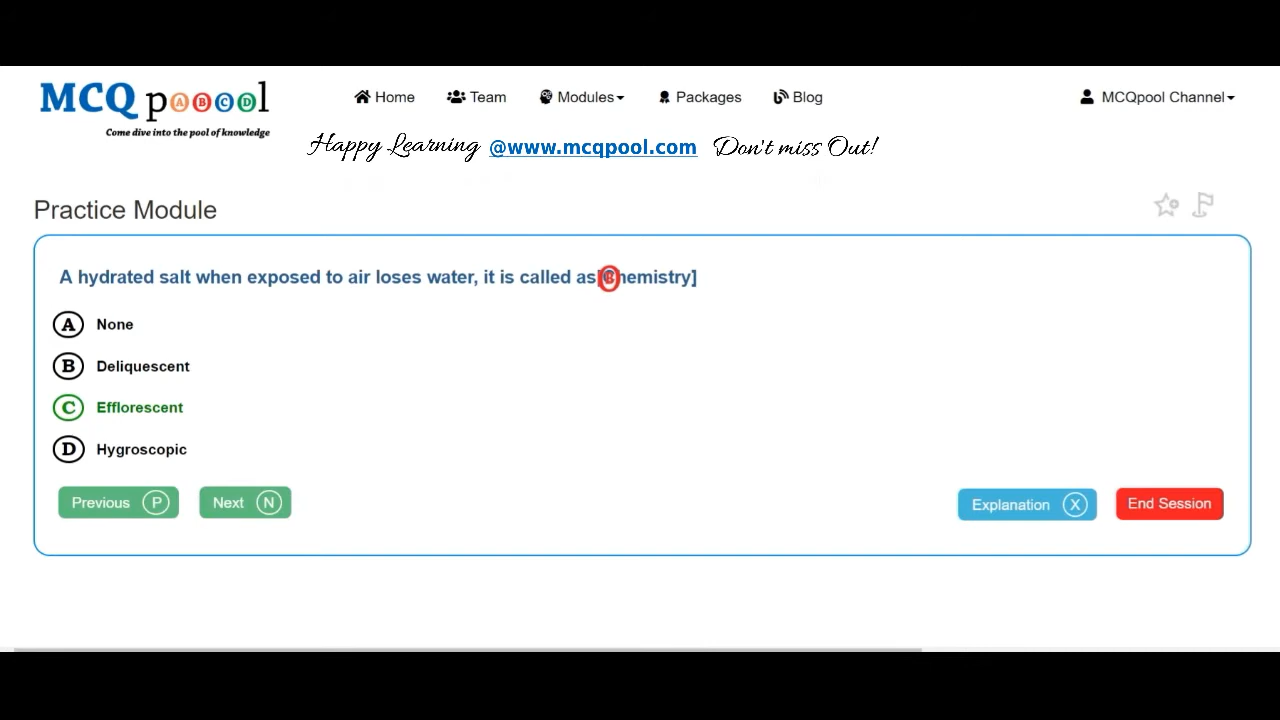 MCQ pooool
A B C D
Come dive into the pool of knowledge
Home Team Modules Packages Blog MCQpool Channel
Happy Learning @www.mcqpool.com Don't miss Out!
Practice Module
A hydrated salt when exposed to air loses water, it is called as[Chemistry]
A None
B Deliquescent
C Efflorescent
D Hygroscopic
Previous P Next N Explanation X End Session